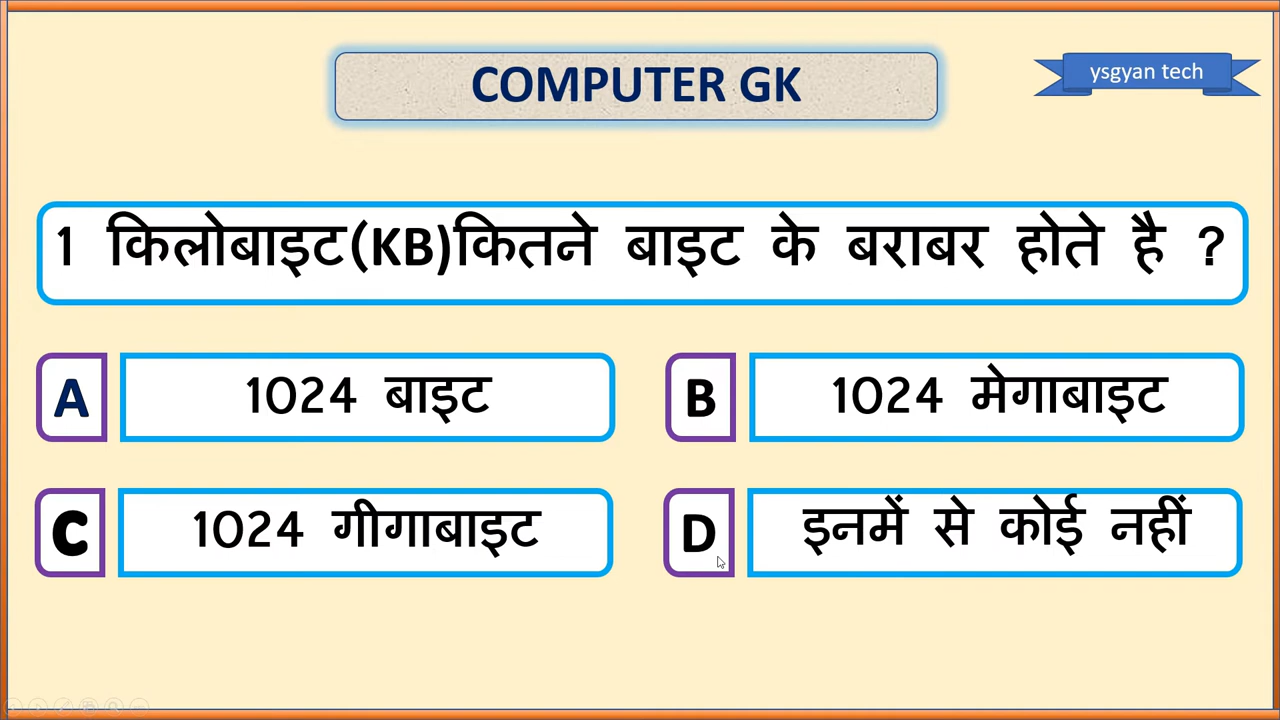 COMPUTER GK
ysgyan tech
1 किलोबाइट(KB)कितने बाइट के बराबर होते है ?
A 1024 बाइट
B 1024 मेगाबाइट
C 1024 गीगाबाइट
D इनमें से कोई नहीं